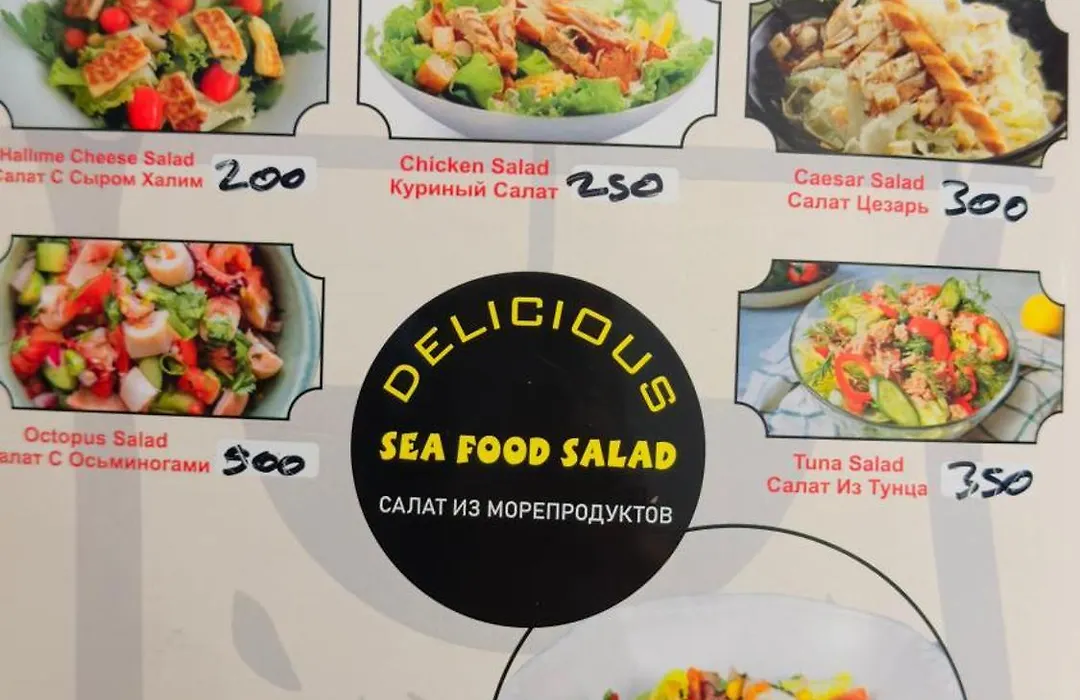 Hallime Cheese Salad
Салат С Сыром Халим
200
Chicken Salad
Куриный Салат
250
Caesar Salad
Салат Цезарь
300
Octopus Salad
Салат С Осьминогами
500
DELICIOUS
SEA FOOD SALAD
САЛАТ ИЗ МОРЕПРОДУКТОВ
Tuna Salad
Салат Из Тунца
350